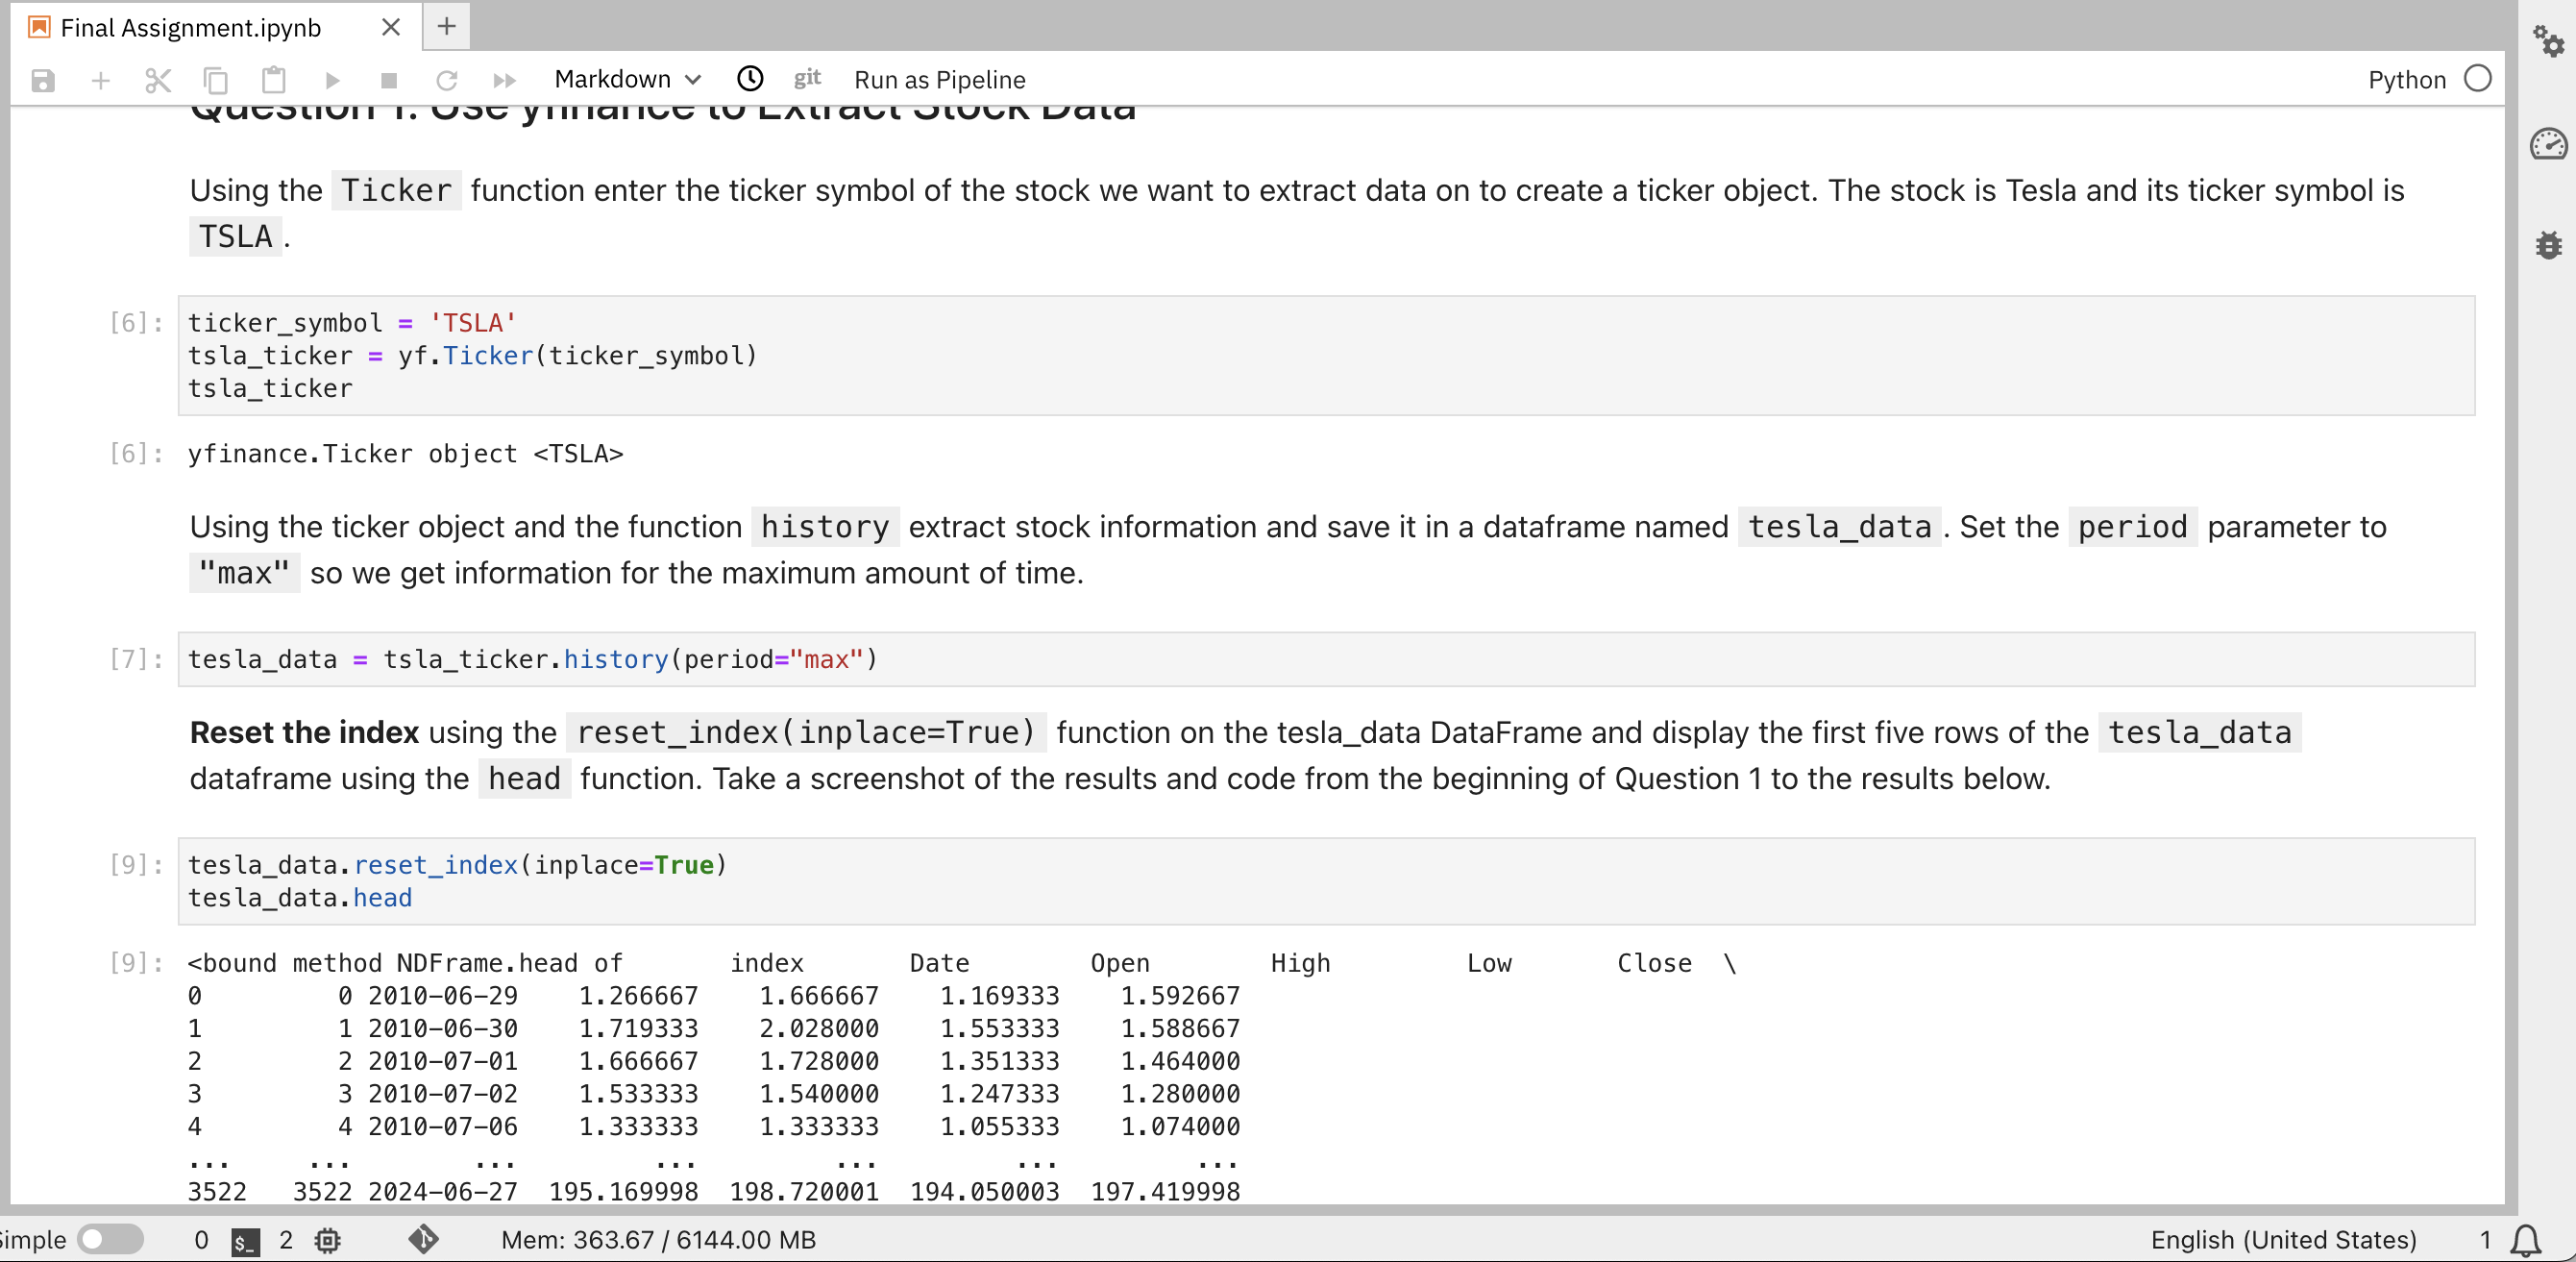 Final Assignment.ipynb
Markdown git Run as Pipeline Python
Question 1: Use yfinance to Extract Stock Data
Using the Ticker function enter the ticker symbol of the stock we want to extract data on to create a ticker object. The stock is Tesla and its ticker symbol is
TSLA .
[6]: ticker_symbol = 'TSLA'
tsla_ticker = yf.Ticker(ticker_symbol)
tsla_ticker
[6]: yfinance.Ticker object <TSLA>
Using the ticker object and the function history extract stock information and save it in a dataframe named tesla_data . Set the period parameter to
"max" so we get information for the maximum amount of time.
[7]: tesla_data = tsla_ticker.history(period="max")
Reset the index using the reset_index(inplace=True) function on the tesla_data DataFrame and display the first five rows of the tesla_data
dataframe using the head function. Take a screenshot of the results and code from the beginning of Question 1 to the results below.
[9]: tesla_data.reset_index(inplace=True)
tesla_data.head
[9]: <bound method NDFrame.head of index Date Open High Low Close \
0 0 2010-06-29 1.266667 1.666667 1.169333 1.592667
1 1 2010-06-30 1.719333 2.028000 1.553333 1.588667
2 2 2010-07-01 1.666667 1.728000 1.351333 1.464000
3 3 2010-07-02 1.533333 1.540000 1.247333 1.280000
4 4 2010-07-06 1.333333 1.333333 1.055333 1.074000
... ... ... ... ... ... ...
3522 3522 2024-06-27 195.169998 198.720001 194.050003 197.419998
Simple 0 $_ 2 Mem: 363.67 / 6144.00 MB English (United States) 1